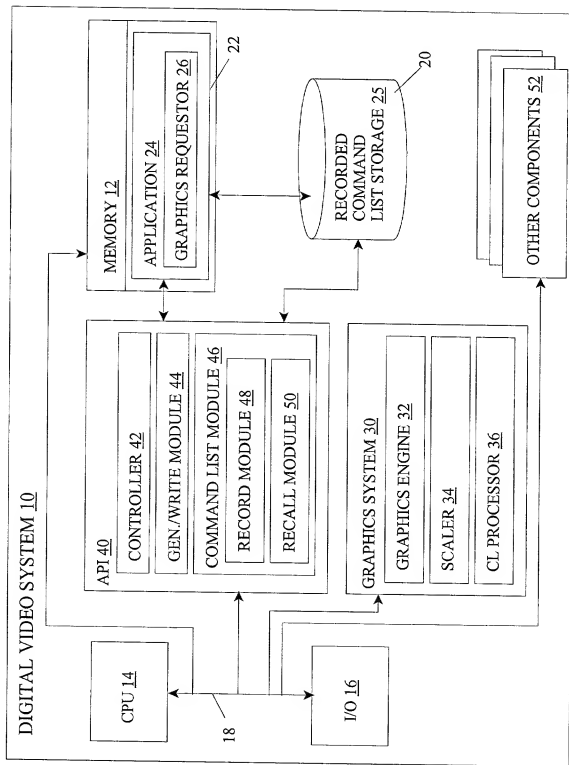 DIGITAL VIDEO SYSTEM 10
CPU 14
18
I/O 16
API 40
CONTROLLER 42
GEN./WRITE MODULE 44
COMMAND LIST MODULE 46
RECORD MODULE 48
RECALL MODULE 50
GRAPHICS SYSTEM 30
GRAPHICS ENGINE 32
SCALER 34
CL PROCESSOR 36
MEMORY 12
APPLICATION 24
GRAPHICS REQUESTOR 26
22
RECORDED
COMMAND
LIST STORAGE 25
20
OTHER COMPONENTS 52